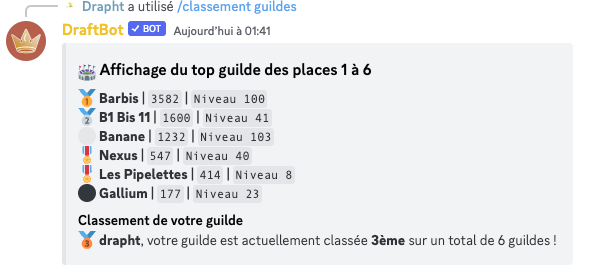 Drapht a utilisé /classement guildes
DraftBot ✓ BOT Aujourd'hui à 01:41
Affichage du top guilde des places 1 à 6
1 Barbis | 3582 | Niveau 100
2 B1 Bis 11 | 1600 | Niveau 41
Banane | 1232 | Niveau 103
Nexus | 547 | Niveau 40
Les Pipelettes | 414 | Niveau 8
Gallium | 177 | Niveau 23
Classement de votre guilde
3 drapht, votre guilde est actuellement classée 3ème sur un total de 6 guildes !